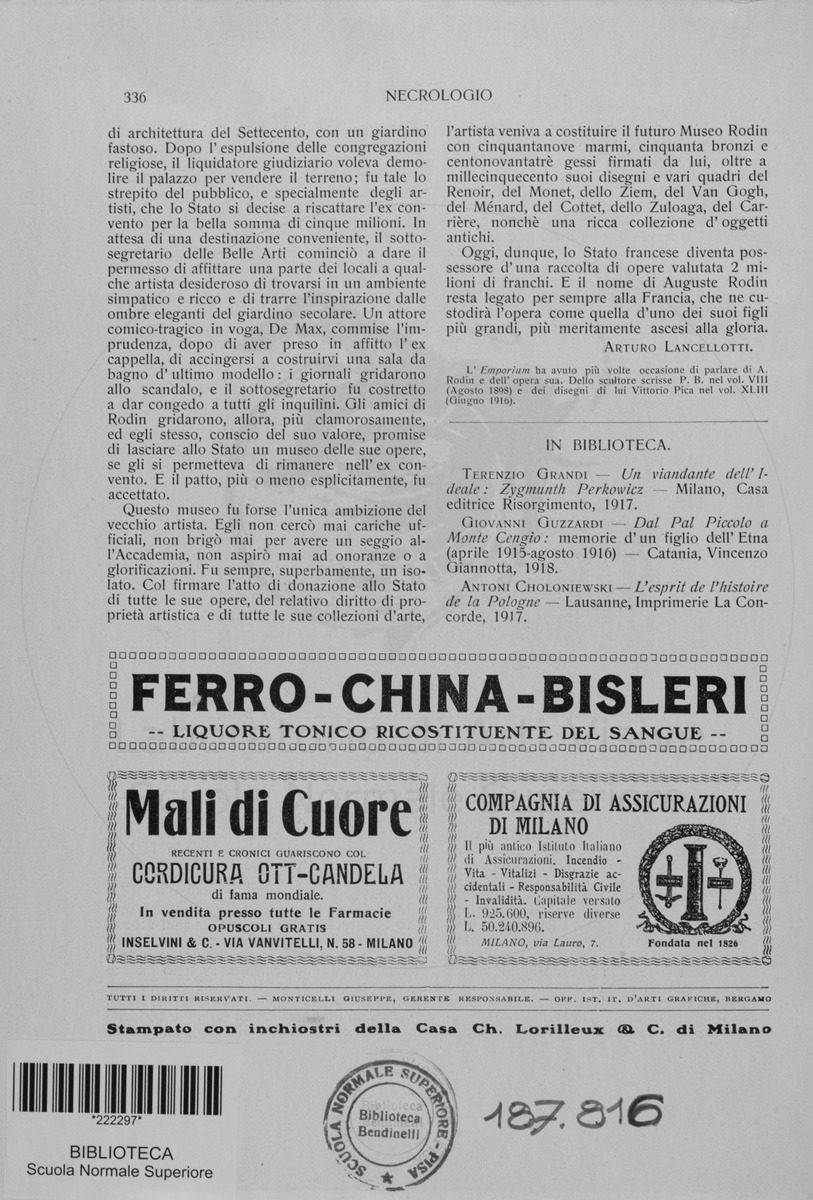 336
NECROLOGIO
di architettura del Settecento, con un giardino
fastoso. Dopo l' espulsione delle congregazioni
religiose, il liquidatore giudiziario voleva demo-
lire il palazzo per vendere il terreno; fu tale lo
strepito del pubblico, e specialmente degli ar-
tisti, che lo Stato si decise a riscattare l'ex con-
vento per la bella somma di cinque milioni. In
attesa di una destinazione conveniente, il sotto-
segretario delle Belle Arti cominciò a dare il
permesso di affittare una parte dei locali a qual-
che artista desideroso di trovarsi in un ambiente
simpatico e ricco e di trarre l'inspirazione dalle
ombre eleganti del giardino secolare. Un attore
comico-tragico in voga, De Max, commise l'im-
prudenza, dopo di aver preso in affitto l' ex
cappella, di accingersi a costruirvi una sala da
bagno d' ultimo modello: i giornali gridarono
allo scandalo, e il sottosegretario fu costretto
a dar congedo a tutti gli inquilini. Gli amici di
Rodin gridarono, allora, più clamorosamente,
ed egli stesso, conscio del suo valore, promise
di lasciare allo Stato un museo delle sue opere,
se gli si permetteva di rimanere nell' ex con-
vento. E il patto, più o meno esplicitamente, fu
accettato.
Questo museo fu forse l'unica ambizione del
vecchio artista. Egli non cercò mai cariche uf-
ficiali, non brigò mai per avere un seggio al-
l'Accademia, non aspirò mai ad onoranze o a
glorificazioni. Fu sempre, superbamente, un iso-
lato. Col firmare l'atto di donazione allo Stato
di tutte le sue opere, del relativo diritto di pro-
prietà artistica e di tutte le sue collezioni d'arte,
l'artista veniva a costituire il futuro Museo Rodin
con cinquantanove marmi, cinquanta bronzi e
centonovantatrè gessi firmati da lui, oltre a
millecinquecento suoi disegni e vari quadri del
Renoir, del Monet, dello Ziem, del Van Gogh,
del Ménard, del Cottet, dello Zuloaga, del Car-
rière, nonchè una ricca collezione d' oggetti
antichi.
Oggi, dunque, lo Stato francese diventa pos-
sessore d' una raccolta di opere valutata 2 mi-
lioni di franchi. E il nome di Auguste Rodin
resta legato per sempre alla Francia, che ne cu-
stodirà l'opera come quella d'uno dei suoi figli
più grandi, più meritamente ascesi alla gloria.
ARTURO LANCELLOTTI.
L' Emporium ha avuto più volte occasione di parlare di A.
Rodin e dell' opera sua. Dello scultore scrisse P. B. nel vol. VIII
(Agosto 1898) e dei disegni di lui Vittorio Pica nel vol. XLIII
(Giugno 1916).
IN BIBLIOTECA.
TERENZIO GRANDI — Un viandante dell' I-
deale: Zygmunth Perkowicz — Milano, Casa
editrice Risorgimento, 1917.
GIOVANNI GUZZARDI — Dal Pal Piccolo a
Monte Cengio: memorie d' un figlio dell' Etna
(aprile 1915-agosto 1916) — Catania, Vincenzo
Giannotta, 1918.
ANTONI CHOLONIEWSKI — L'esprit de l'histoire
de la Pologne — Lausanne, Imprimerie La Con-
corde, 1917.
FERRO-CHINA-BISLERI
-- LIQUORE TONICO RICOSTITUENTE DEL SANGUE --
Mali di Cuore
RECENTI E CRONICI GUARISCONO COL
CORDICURA OTT-CANDELA
di fama mondiale.
In vendita presso tutte le Farmacie
OPUSCOLI GRATIS
INSELVINI & C. - VIA VANVITELLI, N. 58 - MILANO
COMPAGNIA DI ASSICURAZIONI
DI MILANO
Il più antico Istituto Italiano
di Assicurazioni. Incendio -
Vita - Vitalizi - Disgrazie ac-
cidentali - Responsabilità Civile
- Invalidità. Capitale versato
L. 925.600, riserve diverse
L. 50.240.896.
MILANO, via Lauro, 7.
Fondata nel 1826
TUTTI I DIRITTI RISERVATI. — MONTICELLI GIUSEPPE, GERENTE RESPONSABILE. — OFF. IST. IT. D'ARTI GRAFICHE, BERGAMO
Stampato con inchiostri della Casa Ch. Lorilleux & C. di Milano
*222297*
BIBLIOTECA
Scuola Normale Superiore
SCUOLA NORMALE SUPERIORE - PISA
Biblioteca
Bendinelli
187.816